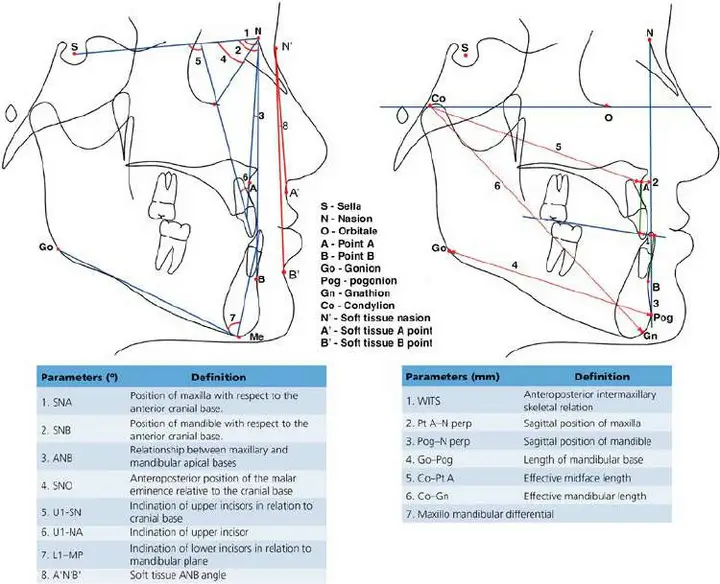 1 N
S
5
4
2
N'
3
8
6
A
A'
Go
B
B'
7
Me
S - Sella
N - Nasion
O - Orbitale
A - Point A
B - Point B
Go - Gonion
Pog - pogonion
Gn - Gnathion
Co - Condylion
N' - Soft tissue nasion
A' - Soft tissue A point
B' - Soft tissue B point
N
S
Co
O
5
6
A
2
1
Go
4
B
3
Pog
Gn
Parameters (º) Definition
1. SNA Position of maxilla with respect to the
anterior cranial base.
2. SNB Position of mandible with respect to the
anterior cranial base.
3. ANB Relationship between maxillary and
mandibular apical bases
4. SNO Anteroposterior position of the malar
eminence relative to the cranial base
5. U1-SN Inclination of upper incisors in relation to
cranial base
6. U1-NA Inclination of upper incisor
7. L1-MP Inclination of lower incisors in relation to
mandibular plane
8. A'N'B' Soft tissue ANB angle
Parameters (mm) Definition
1. WITS Anteroposterior intermaxillary
skeletal relation
2. Pt A-N perp Sagittal position of maxilla
3. Pog-N perp Sagittal position of mandible
4. Go-Pog Length of mandibular base
5. Co-Pt A Effective midface length
6. Co-Gn Effective mandibular length
7. Maxillo mandibular differential